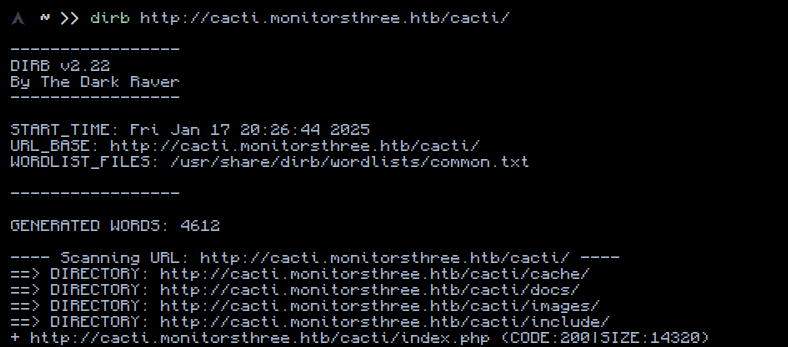 ~ >> dirb http://cacti.monitorsthree.htb/cacti/
-----------------
DIRB v2.22
By The Dark Raver
-----------------
START_TIME: Fri Jan 17 20:26:44 2025
URL_BASE: http://cacti.monitorsthree.htb/cacti/
WORDLIST_FILES: /usr/share/dirb/wordlists/common.txt
-----------------
GENERATED WORDS: 4612
---- Scanning URL: http://cacti.monitorsthree.htb/cacti/ ----
==> DIRECTORY: http://cacti.monitorsthree.htb/cacti/cache/
==> DIRECTORY: http://cacti.monitorsthree.htb/cacti/docs/
==> DIRECTORY: http://cacti.monitorsthree.htb/cacti/images/
==> DIRECTORY: http://cacti.monitorsthree.htb/cacti/include/
+ http://cacti.monitorsthree.htb/cacti/index.php (CODE:200|SIZE:14320)